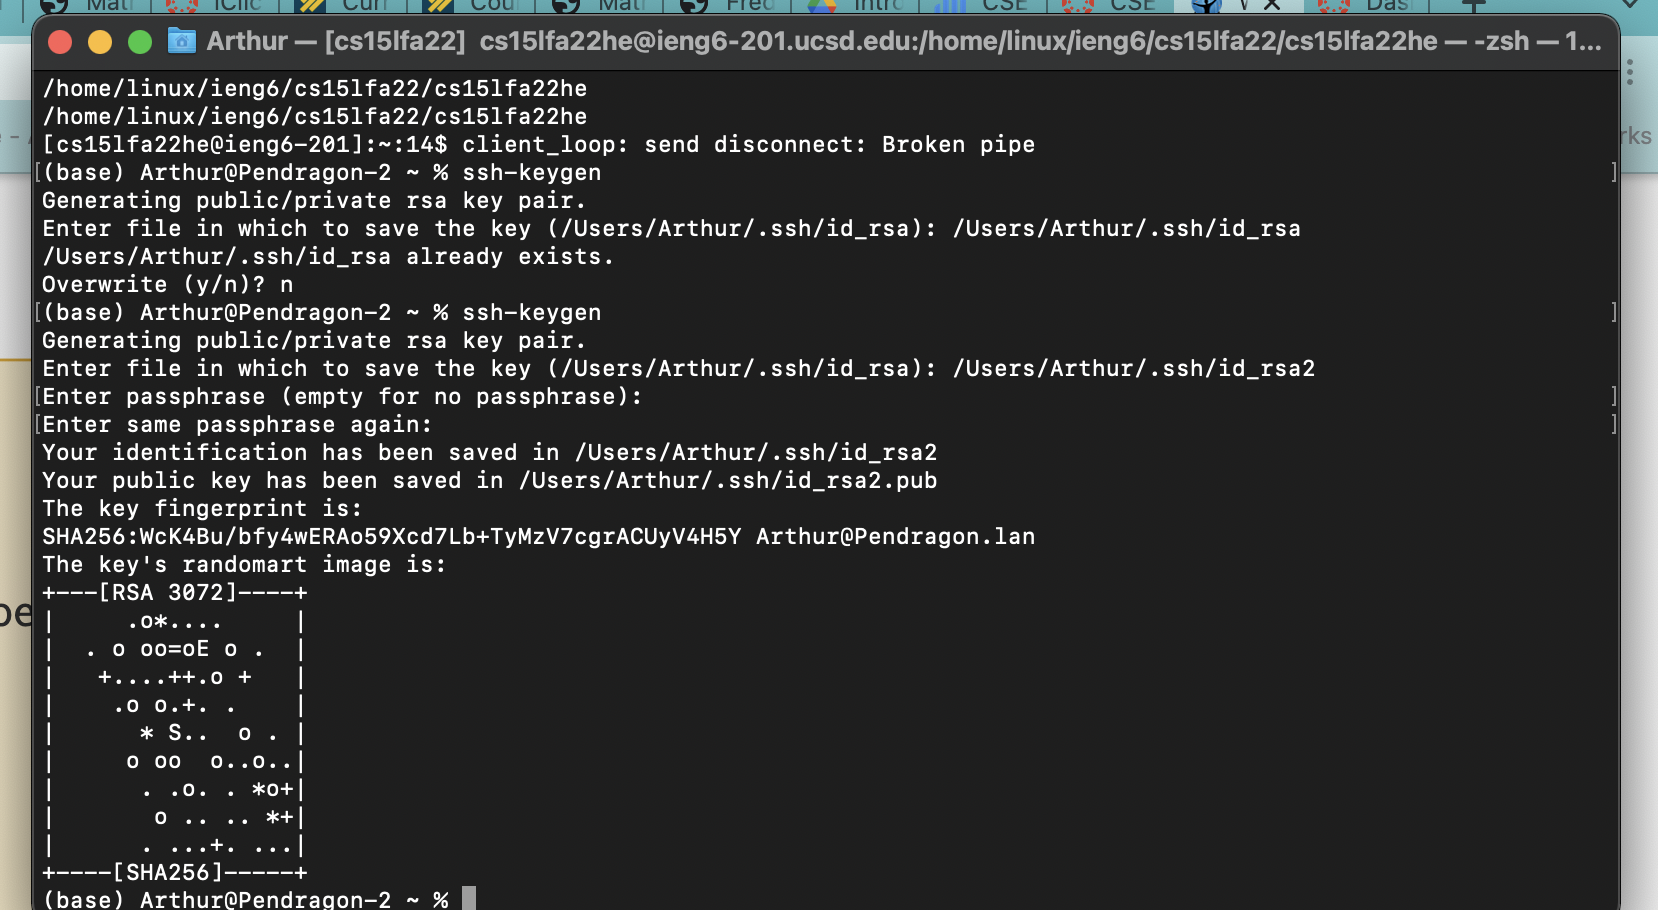 Mati iClic Curr Cou Mati Fred Intro CSE CSE Das
Arthur — [cs15lfa22] cs15lfa22he@ieng6-201.ucsd.edu:/home/linux/ieng6/cs15lfa22/cs15lfa22he — -zsh — 1...
/home/linux/ieng6/cs15lfa22/cs15lfa22he
/home/linux/ieng6/cs15lfa22/cs15lfa22he
[cs15lfa22he@ieng6-201]:~:14$ client_loop: send disconnect: Broken pipe
[(base) Arthur@Pendragon-2 ~ % ssh-keygen ]
Generating public/private rsa key pair.
Enter file in which to save the key (/Users/Arthur/.ssh/id_rsa): /Users/Arthur/.ssh/id_rsa
/Users/Arthur/.ssh/id_rsa already exists.
Overwrite (y/n)? n
[(base) Arthur@Pendragon-2 ~ % ssh-keygen ]
Generating public/private rsa key pair.
Enter file in which to save the key (/Users/Arthur/.ssh/id_rsa): /Users/Arthur/.ssh/id_rsa2
[Enter passphrase (empty for no passphrase): ]
[Enter same passphrase again: ]
Your identification has been saved in /Users/Arthur/.ssh/id_rsa2
Your public key has been saved in /Users/Arthur/.ssh/id_rsa2.pub
The key fingerprint is:
SHA256:WcK4Bu/bfy4wERAo59Xcd7Lb+TyMzV7cgrACUyV4H5Y Arthur@Pendragon.lan
The key's randomart image is:
+---[RSA 3072]----+
|     .o*....     |
|  . o oo=oE o .  |
|   +....++.o +   |
|    .o o.+. .    |
|      * S..  o . |
|     o oo  o..o..|
|      . .o. . *o+|
|       o .. .. *+|
|      . ...+. ...|
+----[SHA256]-----+
(base) Arthur@Pendragon-2 ~ %
rks